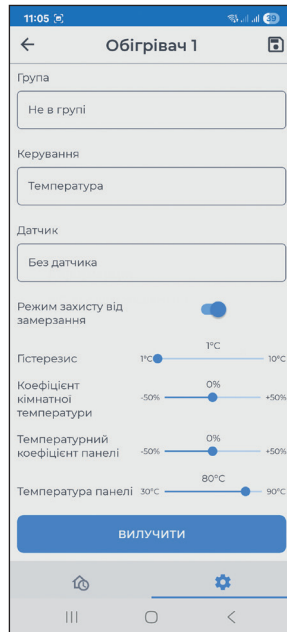 11:05
39
Обігрівач 1
Група
Не в групі
Керування
Температура
Датчик
Без датчика
Режим захисту від
замерзання
Гістерезис 1°C 1°C 10°C
Коефіцієнт
кімнатної
температури
-50% 0% +50%
Температурний
коефіцієнт панелі
-50% 0% +50%
Температура панелі 30°C 80°C 90°C
ВИЛУЧИТИ